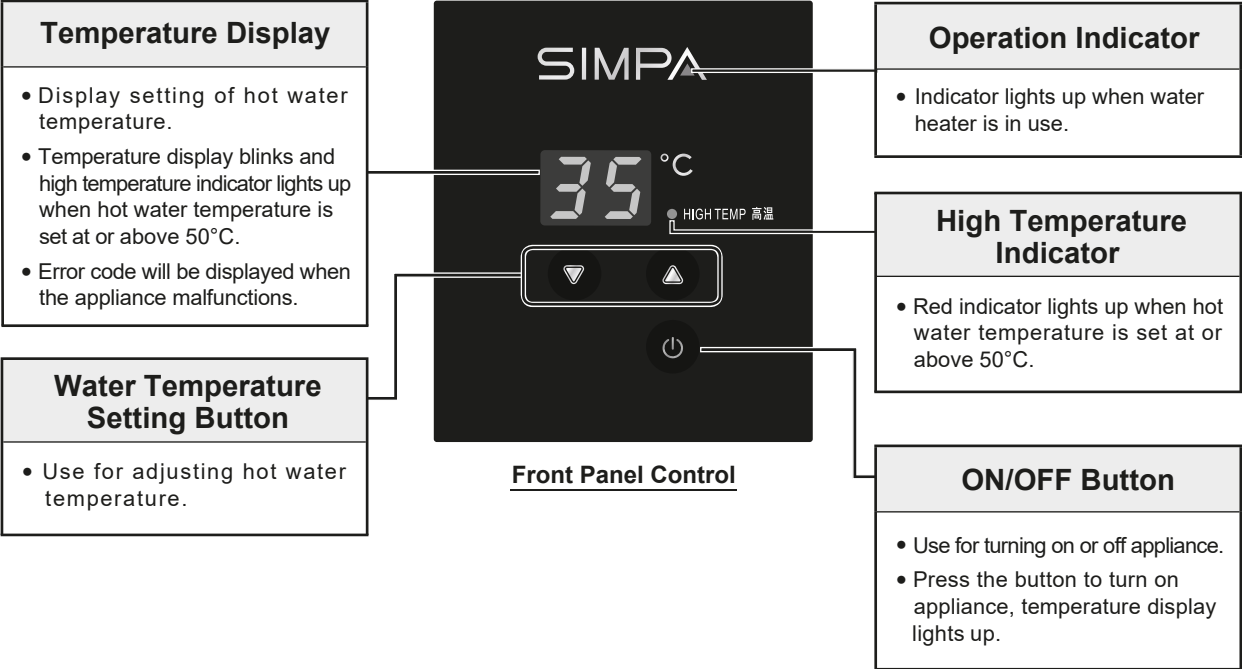 Temperature Display
• Display setting of hot water
temperature.
• Temperature display blinks and
high temperature indicator lights up
when hot water temperature is
set at or above 50°C.
• Error code will be displayed when
the appliance malfunctions.
Water Temperature
Setting Button
• Use for adjusting hot water
temperature.
SIMPA
35 °C
HIGH TEMP 高温
Front Panel Control
Operation Indicator
• Indicator lights up when water
heater is in use.
High Temperature
Indicator
• Red indicator lights up when hot
water temperature is set at or
above 50°C.
ON/OFF Button
• Use for turning on or off appliance.
• Press the button to turn on
appliance, temperature display
lights up.